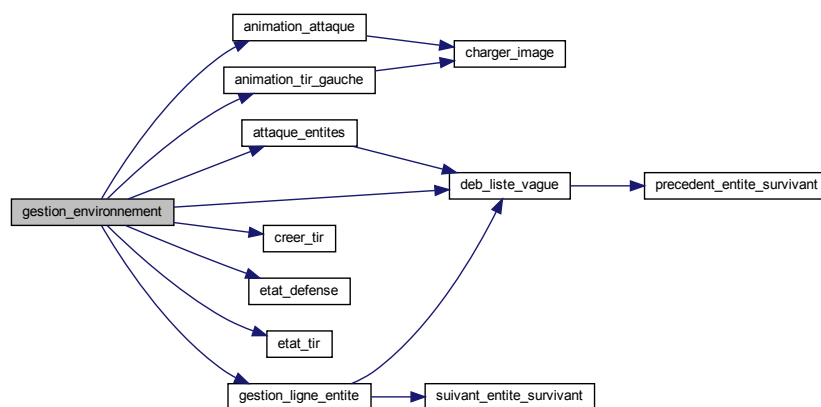 animation_attaque
charger_image
animation_tir_gauche
attaque_entites
deb_liste_vague
precedent_entite_survivant
gestion_environnement
creer_tir
etat_defense
etat_tir
gestion_ligne_entite
suivant_entite_survivant